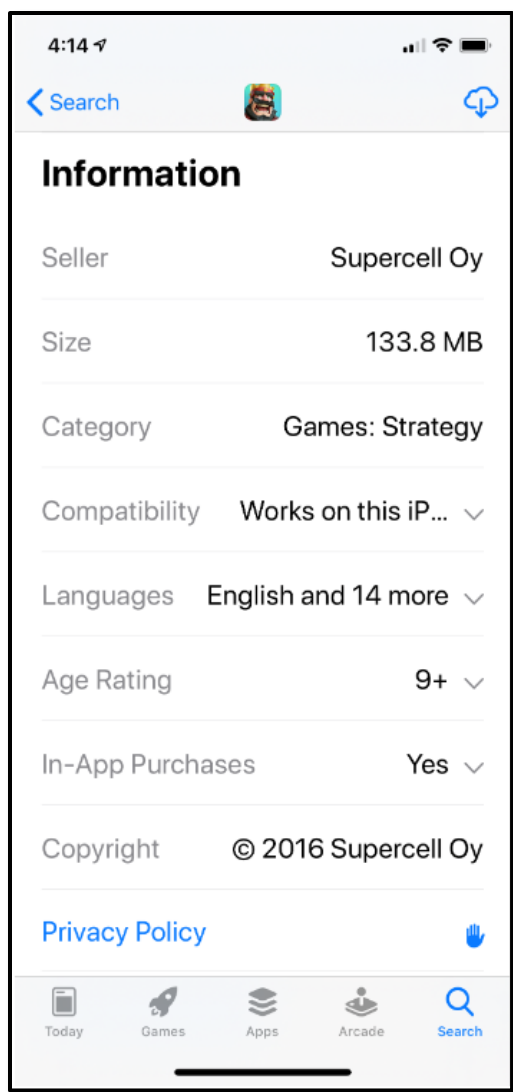 4:14
Search
Information
Seller Supercell Oy
Size 133.8 MB
Category Games: Strategy
Compatibility Works on this iP...
Languages English and 14 more
Age Rating 9+
In-App Purchases Yes
Copyright © 2016 Supercell Oy
Privacy Policy
Today Games Apps Arcade Search